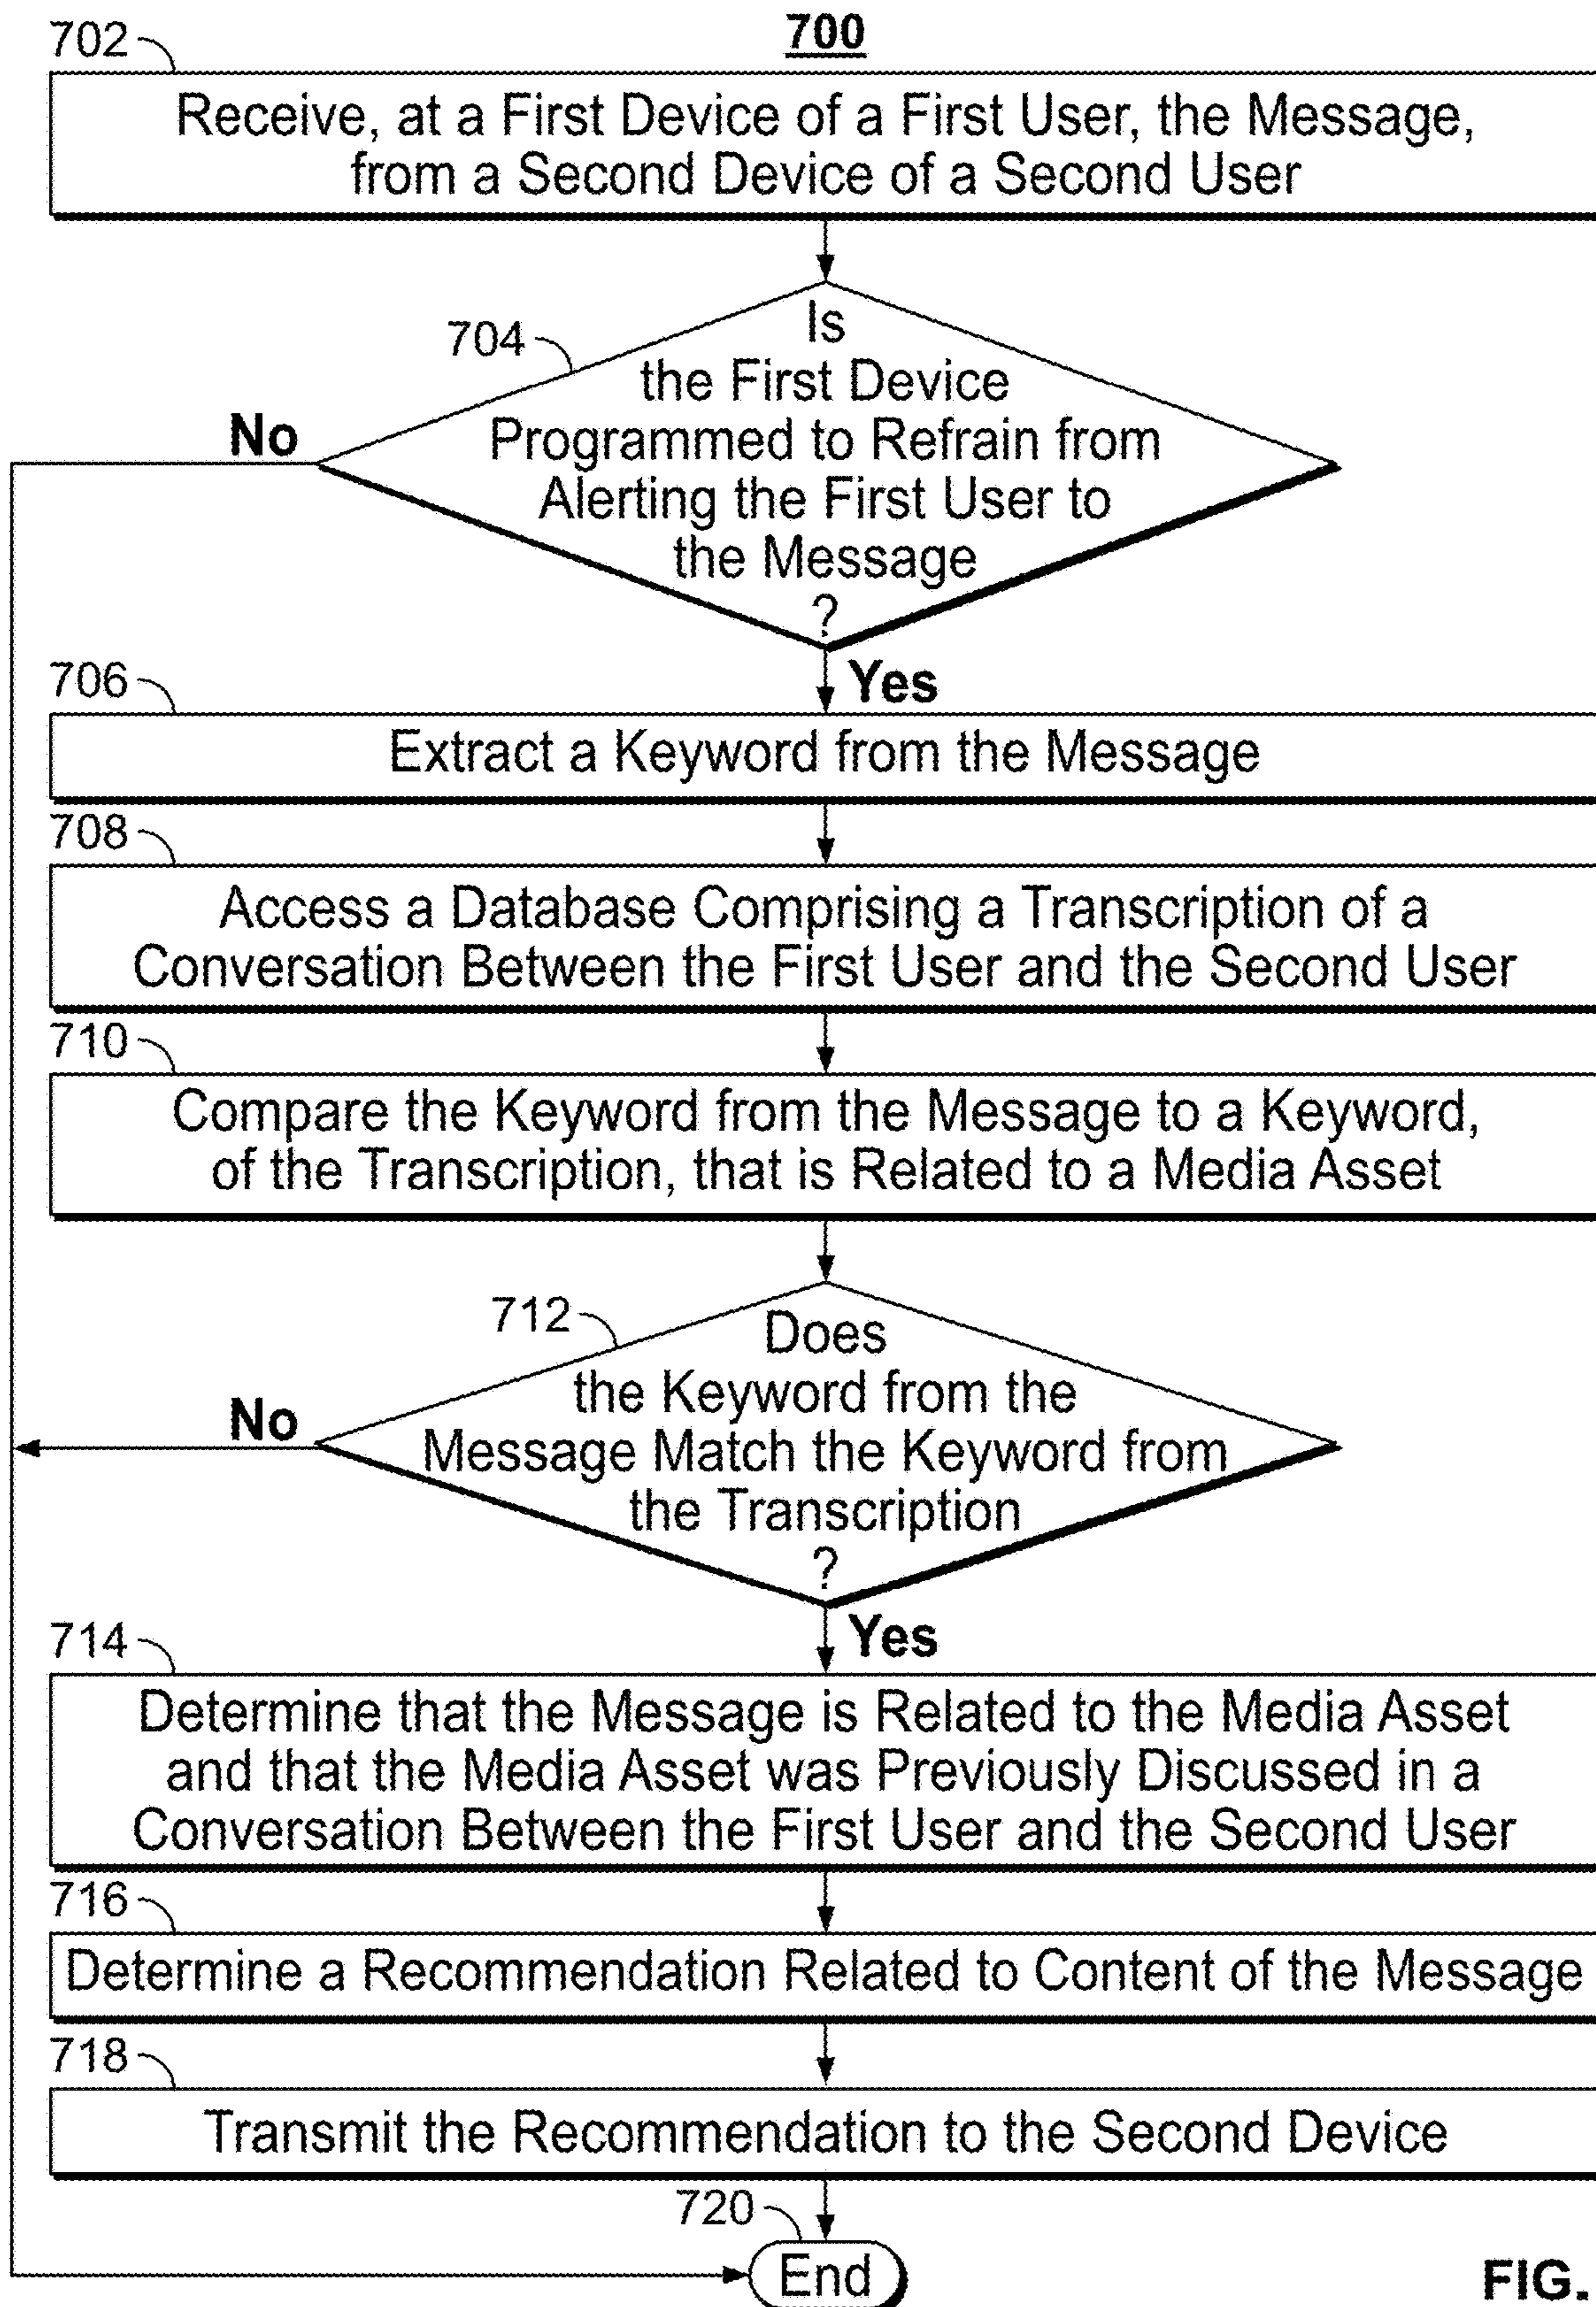 700
702
Receive, at a First Device of a First User, the Message,
from a Second Device of a Second User
704
Is
the First Device
Programmed to Refrain from
Alerting the First User to
the Message
?
No
Yes
706
Extract a Keyword from the Message
708
Access a Database Comprising a Transcription of a
Conversation Between the First User and the Second User
710
Compare the Keyword from the Message to a Keyword,
of the Transcription, that is Related to a Media Asset
712
Does
the Keyword from the
Message Match the Keyword from
the Transcription
?
No
Yes
714
Determine that the Message is Related to the Media Asset
and that the Media Asset was Previously Discussed in a
Conversation Between the First User and the Second User
716
Determine a Recommendation Related to Content of the Message
718
Transmit the Recommendation to the Second Device
720
End
FIG.